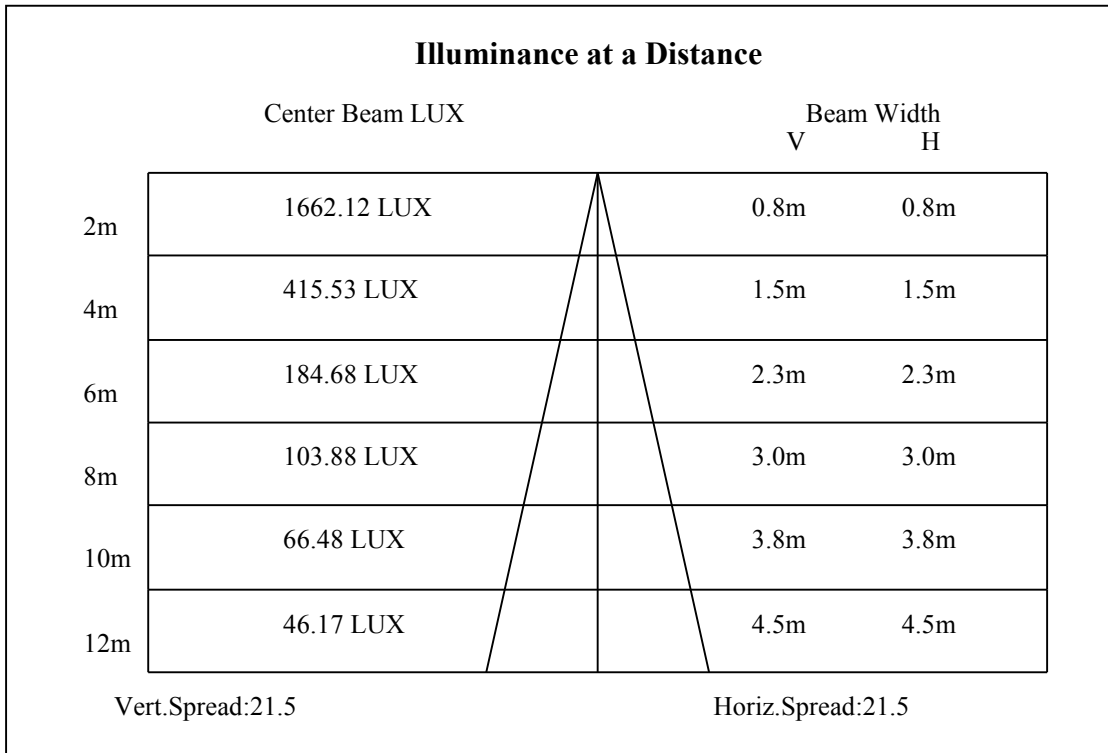 Illuminance at a Distance
Center Beam LUX Beam Width
V H
2m 1662.12 LUX 0.8m 0.8m
4m 415.53 LUX 1.5m 1.5m
6m 184.68 LUX 2.3m 2.3m
8m 103.88 LUX 3.0m 3.0m
10m 66.48 LUX 3.8m 3.8m
12m 46.17 LUX 4.5m 4.5m
Vert.Spread:21.5 Horiz.Spread:21.5